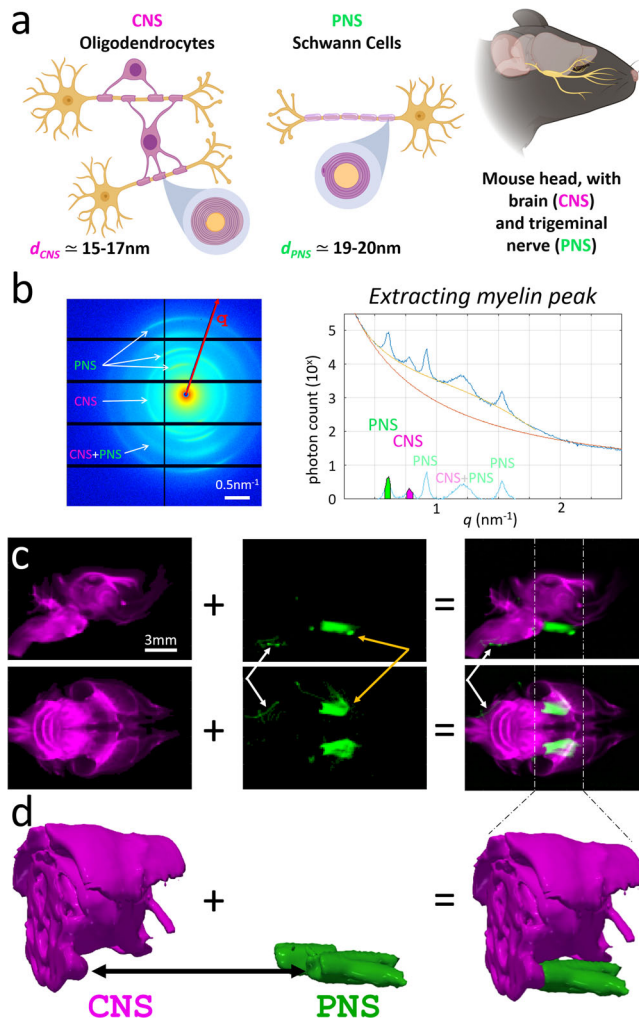 a
CNS
Oligodendrocytes
PNS
Schwann Cells
d_CNS ≃ 15-17nm
d_PNS ≃ 19-20nm
Mouse head, with
brain (CNS)
and trigeminal
nerve (PNS)
b
q
PNS
CNS
CNS+PNS
0.5nm⁻¹
Extracting myelin peak
photon count (10ˣ)
5
4
3
2
1
0
PNS
CNS
PNS
CNS+PNS
PNS
1
2
q (nm⁻¹)
c
3mm
+
=
+
=
d
+
=
CNS
PNS